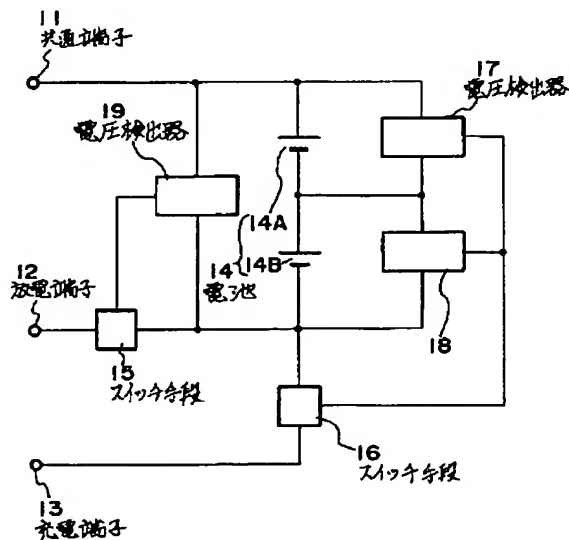 11
共通端子
17
電圧検出器
19
電圧検出器
14A
14B
14
電池
12
放電端子
18
15
スイッチ手段
16
スイッチ手段
13
充電端子